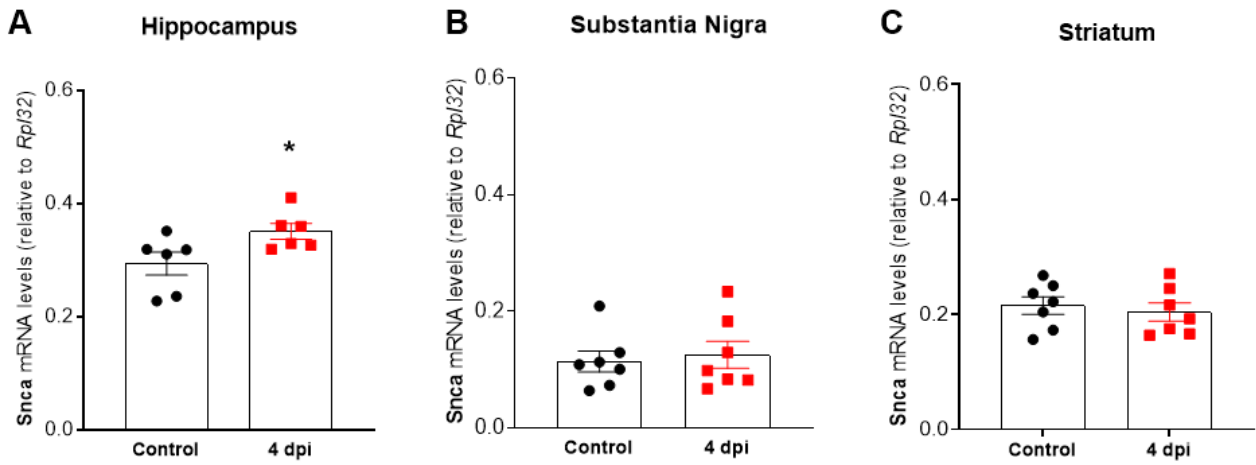 A
Hippocampus
Snca mRNA levels (relative to Rpl32)
0.6
0.4
0.2
0.0
*
Control
4 dpi
B
Substantia Nigra
Snca mRNA levels (relative to Rpl32)
0.6
0.4
0.2
0.0
Control
4 dpi
C
Striatum
Snca mRNA levels (relative to Rpl32)
0.6
0.4
0.2
0.0
Control
4 dpi